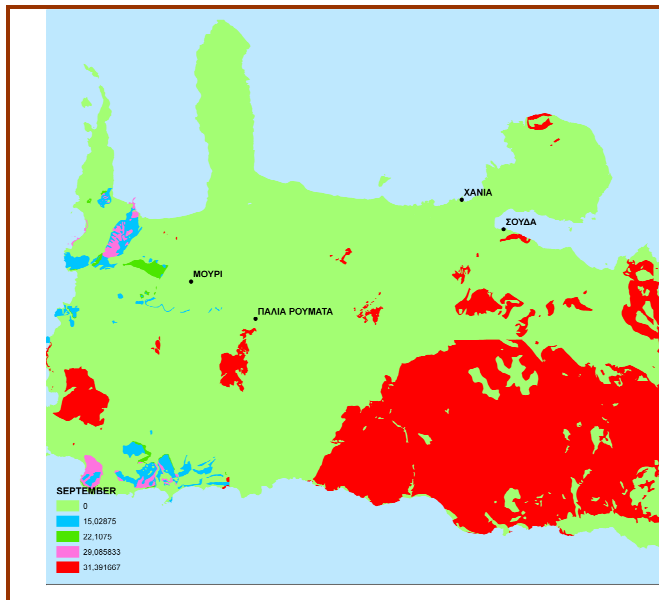 ΧΑΝΙΑ
ΣΟΥΔΑ
ΜΟΥΡΙ
ΠΑΛΙΑ ΡΟΥΜΑΤΑ
SEPTEMBER
0
15,02875
22,1075
29,085833
31,391667